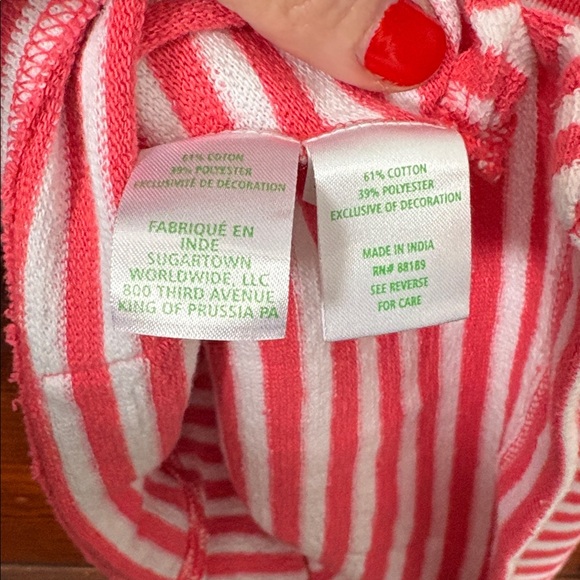 61% COTON
39% POLYESTER
EXCLUSIVITÉ DE DÉCORATION
FABRIQUÉ EN
INDE
SUGARTOWN
WORLDWIDE, LLC
800 THIRD AVENUE
KING OF PRUSSIA PA
61% COTTON
39% POLYESTER
EXCLUSIVE OF DECORATION
MADE IN INDIA
RN# 88189
SEE REVERSE
FOR CARE